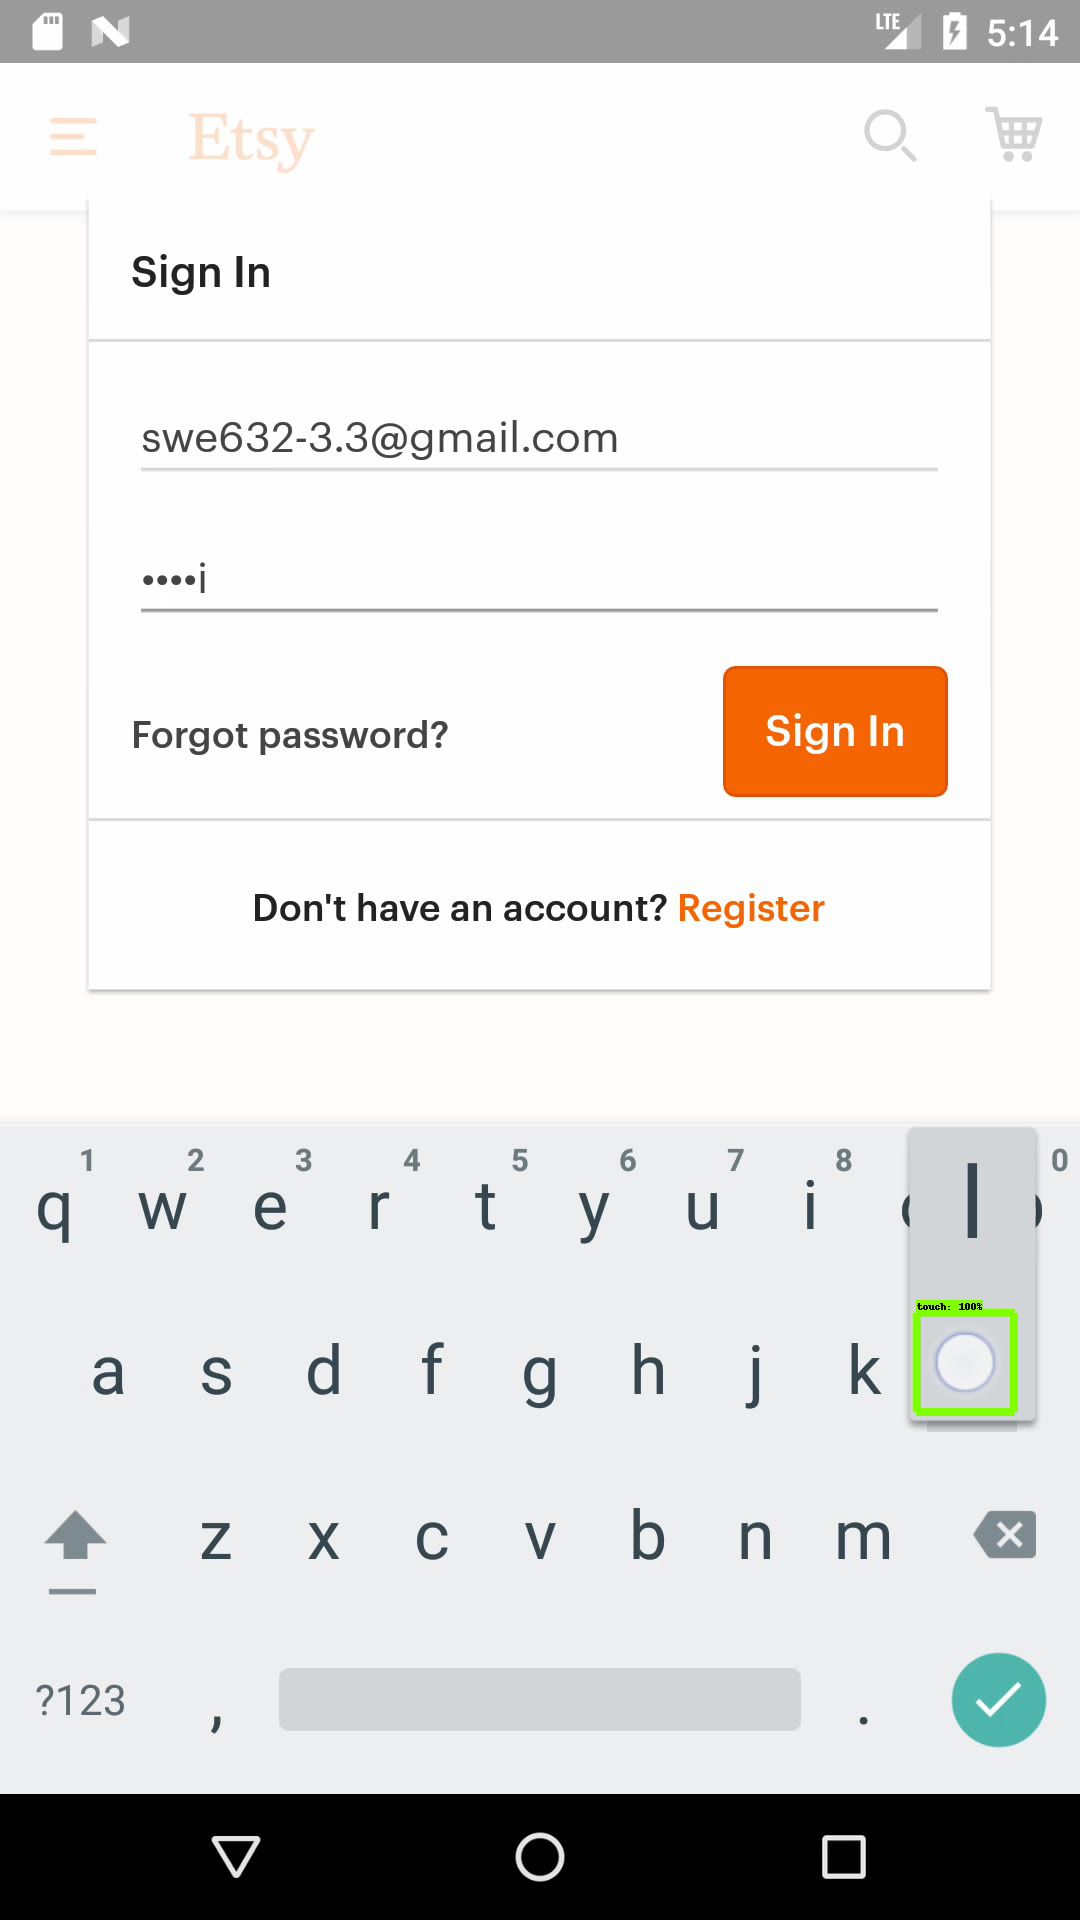 LTE 5:14
Etsy
Sign In
swe632-3.3@gmail.com
••••i
Forgot password?
Sign In
Don't have an account? Register
1 2 3 4 5 6 7 8 0
q w e r t y u i l
touch: 100%
a s d f g h j k
z x c v b n m
?123 , .